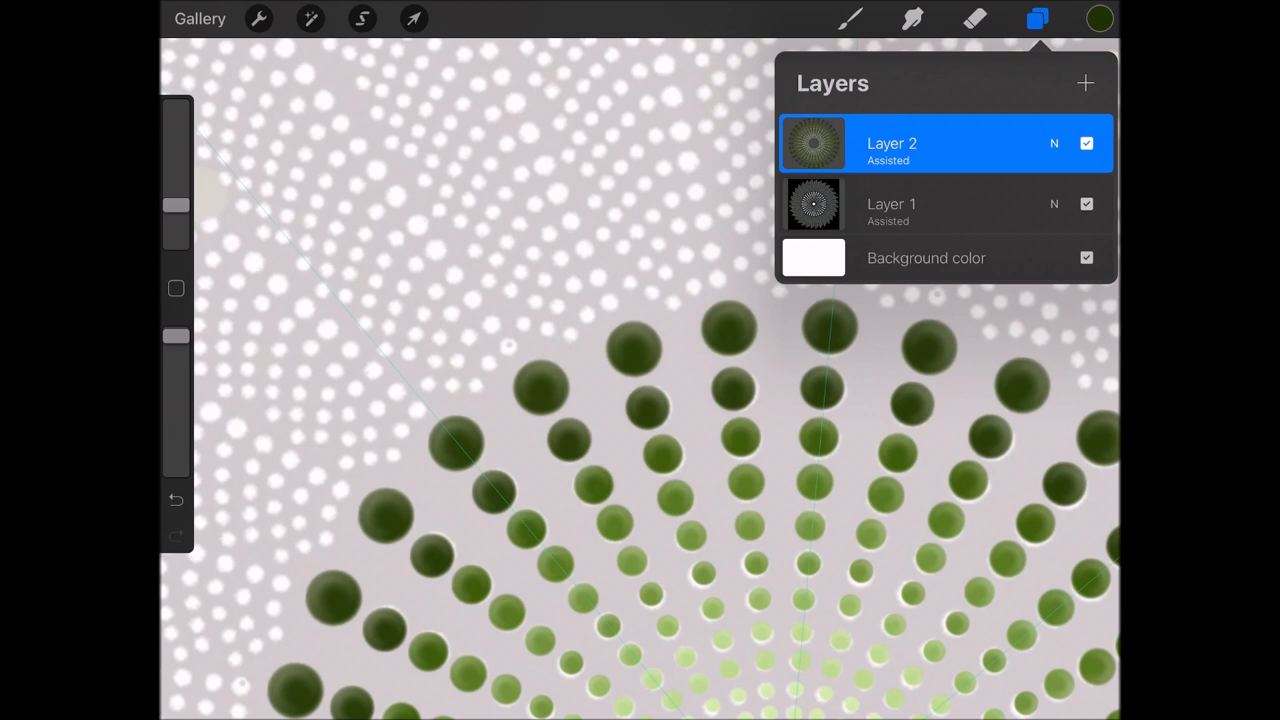 Gallery
Layers
Layer 2
Assisted
N
Layer 1
Assisted
N
Background color